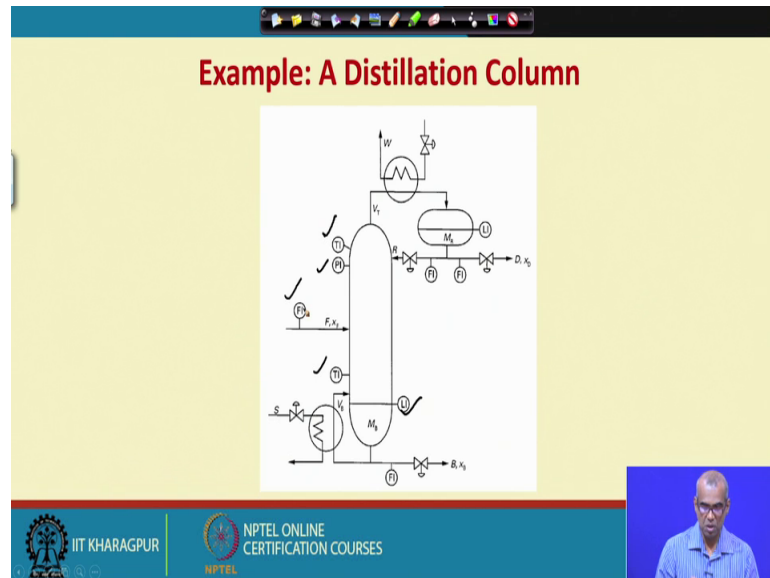 Example: A Distillation Column
W
V_T
LI
M_R
TI
R
PI
D, x_D
FI
FI
FI
F, x_F
TI
V_B
LI
S
M_B
B, x_B
FI
IIT KHARAGPUR
NPTEL
NPTEL ONLINE
CERTIFICATION COURSES